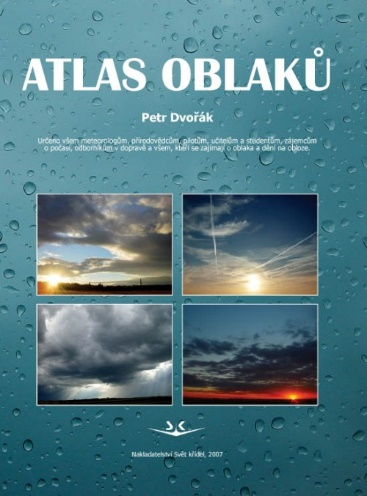 ATLAS OBLAKŮ
Petr Dvořák
Určeno všem meteorologům, přírodovědcům, pilotům, učitelům a studentům, zájemcům
o počasí, odborníkům v dopravě a všem, kteří se zajímají o oblaka a dění na obloze.
Nakladatelství Svět křídel, 2007